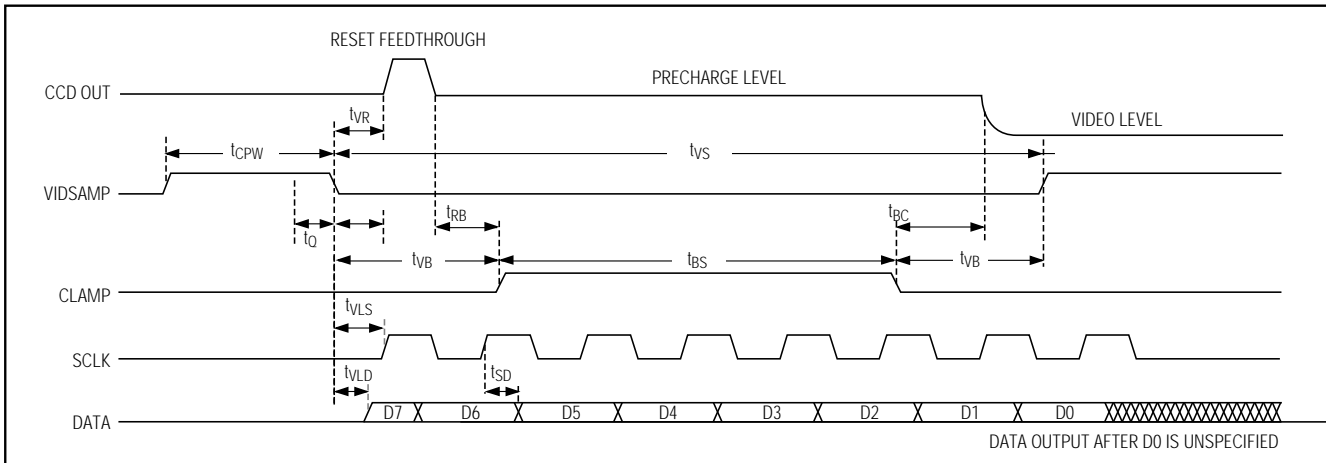 RESET FEEDTHROUGH
CCD OUT
PRECHARGE LEVEL
VIDEO LEVEL
tVR
tCPW
tVS
VIDSAMP
tRB
tBC
tQ
tVB
tBS
tVB
CLAMP
tVLS
SCLK
tVLD
tSD
DATA
D7 D6 D5 D4 D3 D2 D1 D0
DATA OUTPUT AFTER D0 IS UNSPECIFIED